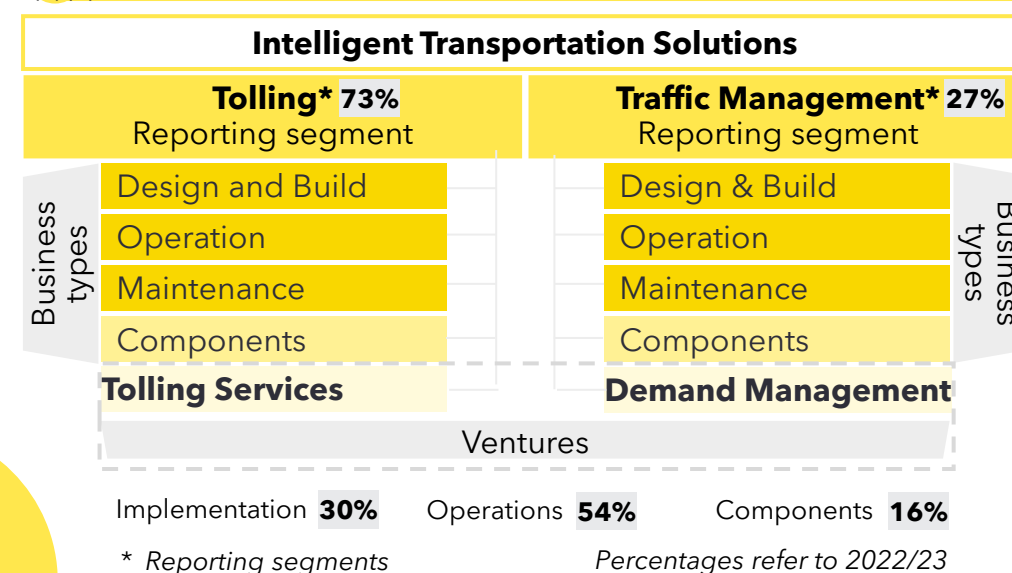 Intelligent Transportation Solutions
Tolling* 73%
Reporting segment
Traffic Management* 27%
Reporting segment
Business
types
Design and Build
Operation
Maintenance
Components
Tolling Services
Design & Build
Operation
Maintenance
Components
Demand Management
Business
types
Ventures
Implementation 30% Operations 54% Components 16%
* Reporting segments Percentages refer to 2022/23